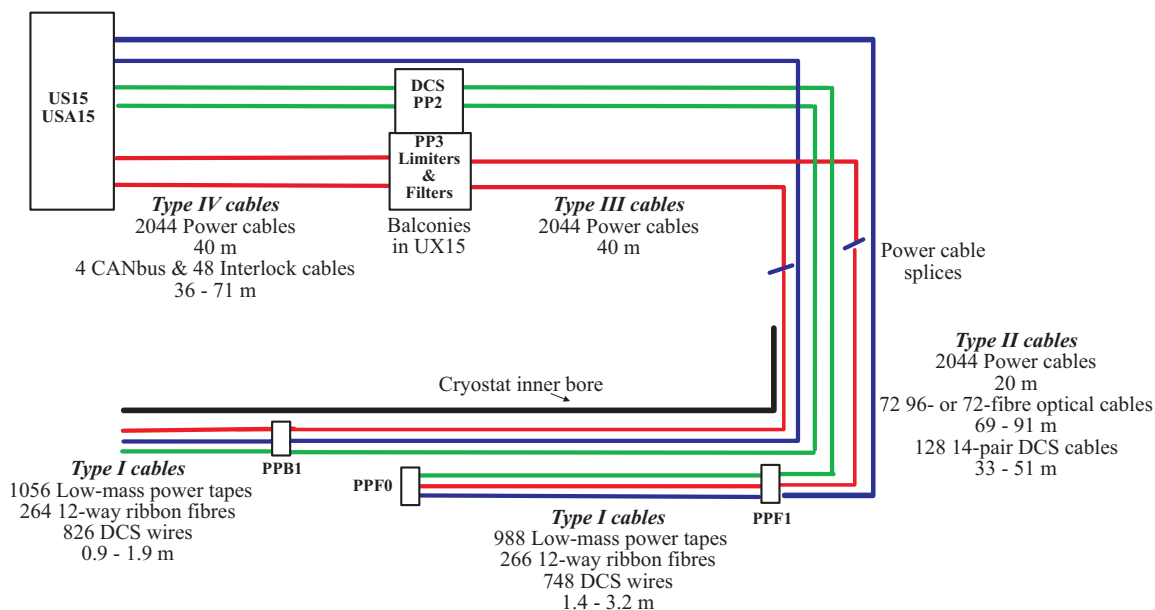 US15
USA15
DCS
PP2
PP3
Limiters
&
Filters
Balconies
in UX15
Type IV cables
2044 Power cables
40 m
4 CANbus & 48 Interlock cables
36 - 71 m
Type III cables
2044 Power cables
40 m
Power cable
splices
Type II cables
2044 Power cables
20 m
72 96- or 72-fibre optical cables
69 - 91 m
128 14-pair DCS cables
33 - 51 m
Cryostat inner bore
PPB1
Type I cables
1056 Low-mass power tapes
264 12-way ribbon fibres
826 DCS wires
0.9 - 1.9 m
PPF0
PPF1
Type I cables
988 Low-mass power tapes
266 12-way ribbon fibres
748 DCS wires
1.4 - 3.2 m